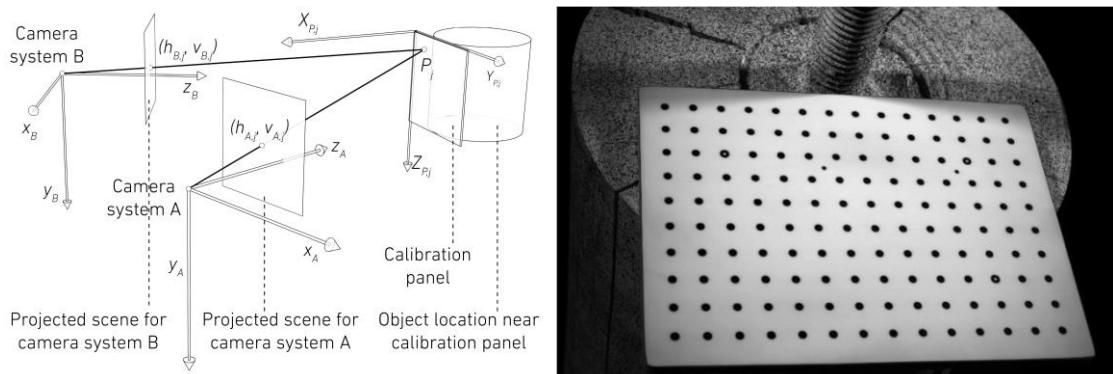 Camera
system B
(h_{B,j}, v_{B,j})
X_{P,j}
Y_{P,j}
P_j
z_B
x_B
y_B
(h_{A,j}, v_{A,j})
z_A
Z_{P,j}
Camera
system A
x_A
y_A
Calibration
panel
Projected scene for
camera system B
Projected scene for
camera system A
Object location near
calibration panel